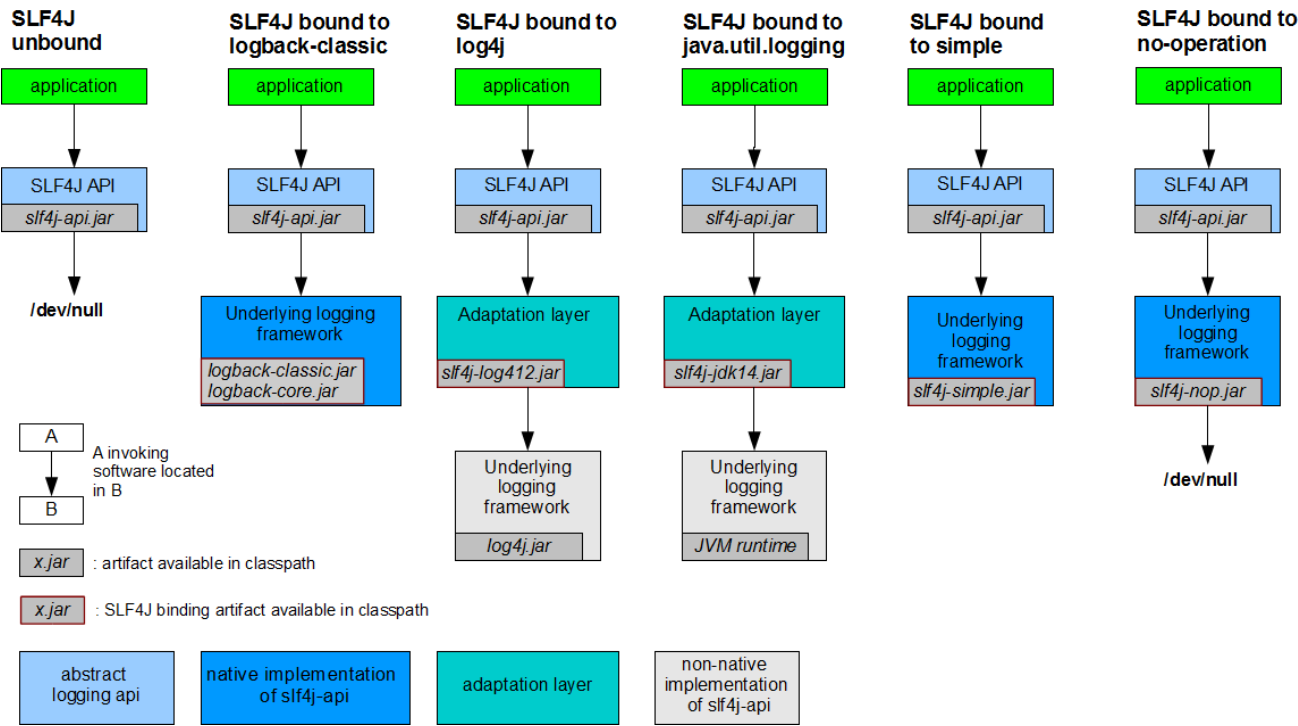 SLF4J
unbound
SLF4J bound to
logback-classic
SLF4J bound to
log4j
SLF4J bound to
java.util.logging
SLF4J bound
to simple
SLF4J bound to
no-operation
application
application
application
application
application
application
SLF4J API
slf4j-api.jar
SLF4J API
slf4j-api.jar
SLF4J API
slf4j-api.jar
SLF4J API
slf4j-api.jar
SLF4J API
slf4j-api.jar
SLF4J API
slf4j-api.jar
/dev/null
Underlying logging
framework
logback-classic.jar
logback-core.jar
Adaptation layer
slf4j-log412.jar
Adaptation layer
slf4j-jdk14.jar
Underlying
logging
framework
slf4j-simple.jar
Underlying
logging
framework
slf4j-nop.jar
A
B
A invoking
software located
in B
Underlying
logging
framework
log4j.jar
Underlying
logging
framework
JVM runtime
/dev/null
x.jar : artifact available in classpath
x.jar : SLF4J binding artifact available in classpath
abstract
logging api
native implementation
of slf4j-api
adaptation layer
non-native
implementation
of slf4j-api